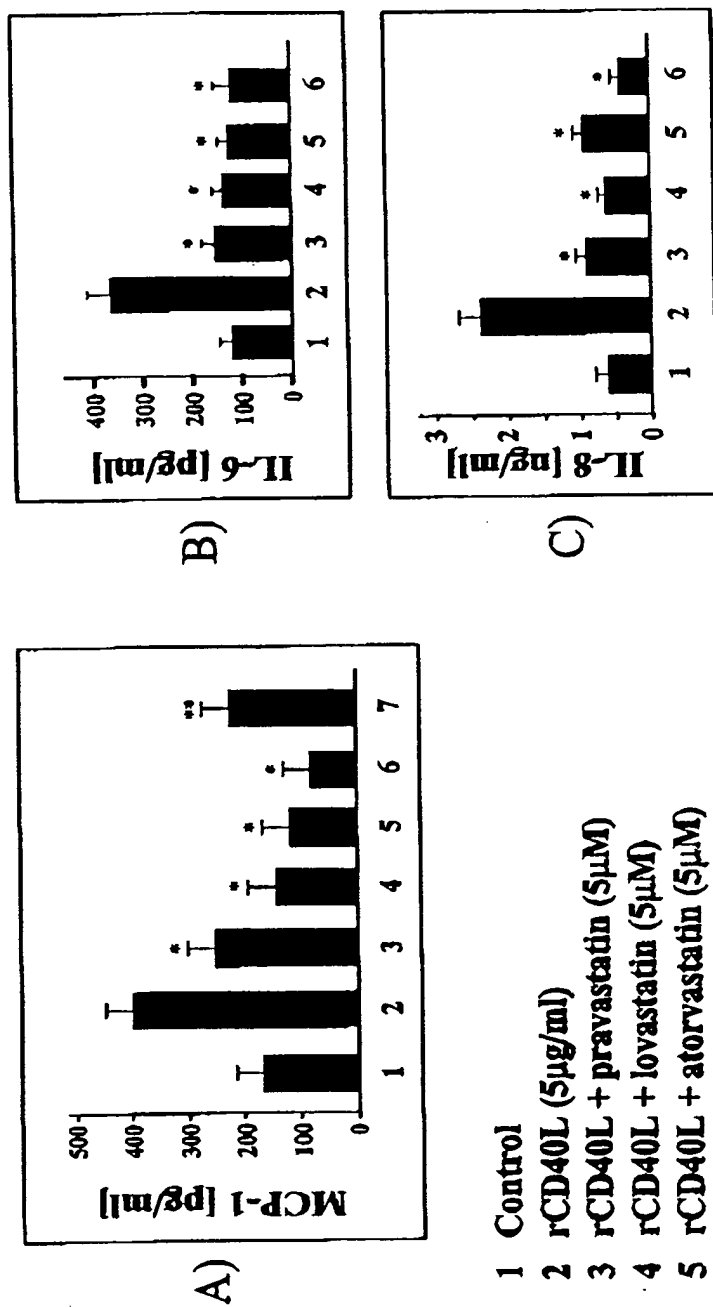 A)
MCP-1 [pg/ml]
500
400
300
200
100
0
1 2 3 4 5 6 7
* * * * **
B)
IL-6 [pg/ml]
400
300
200
100
0
1 2 3 4 5 6
* * * *
C)
IL-8 [ng/ml]
3
2
1
0
1 2 3 4 5 6
* * * *
1 Control
2 rCD40L (5µg/ml)
3 rCD40L + pravastatin (5µM)
4 rCD40L + lovastatin (5µM)
5 rCD40L + atorvastatin (5µM)